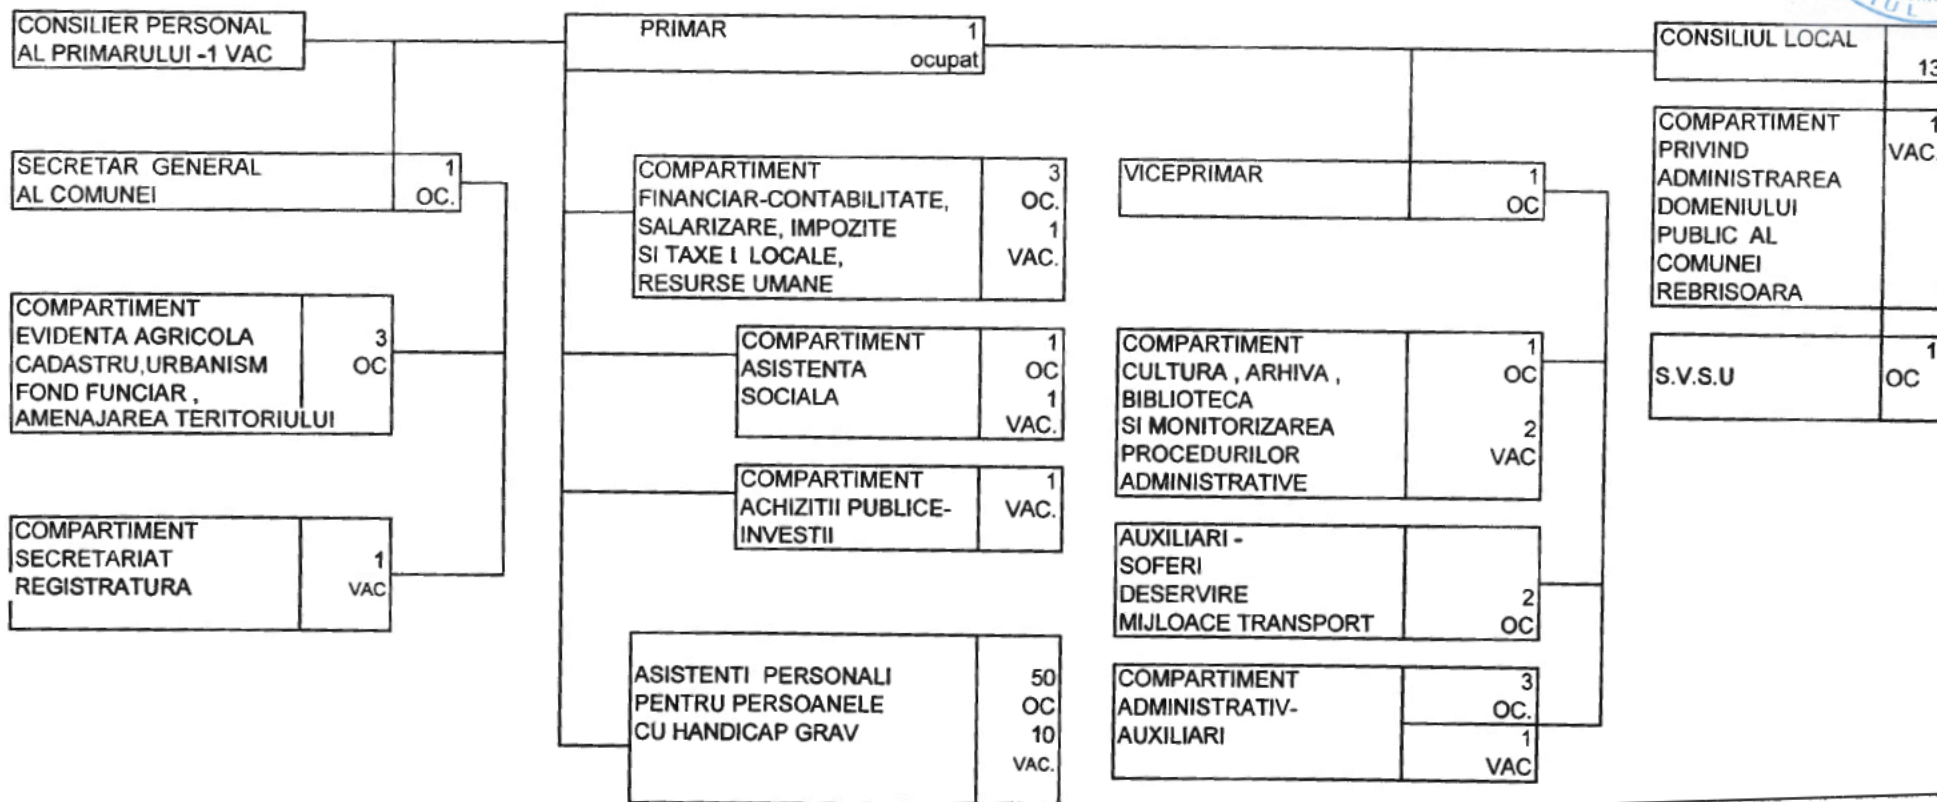 CONSILIER PERSONAL
AL PRIMARULUI -1 VAC
PRIMAR 1
ocupat
CONSILIUL LOCAL
13
SECRETAR GENERAL 1
AL COMUNEI OC.
COMPARTIMENT
EVIDENTA AGRICOLA 3
CADASTRU,URBANISM OC
FOND FUNCIAR ,
AMENAJAREA TERITORIULUI
COMPARTIMENT
SECRETARIAT 1
REGISTRATURA VAC
COMPARTIMENT 3
FINANCIAR-CONTABILITATE, OC.
SALARIZARE, IMPOZITE 1
SI TAXE I LOCALE, VAC.
RESURSE UMANE
COMPARTIMENT 1
ASISTENTA OC
SOCIALA 1
VAC.
COMPARTIMENT 1
ACHIZITII PUBLICE- VAC.
INVESTII
ASISTENTI PERSONALI 50
PENTRU PERSOANELE OC
CU HANDICAP GRAV 10
VAC.
VICEPRIMAR 1
OC
COMPARTIMENT 1
CULTURA , ARHIVA , OC
BIBLIOTECA
SI MONITORIZAREA 2
PROCEDURILOR VAC
ADMINISTRATIVE
AUXILIARI -
SOFERI
DESERVIRE 2
MIJLOACE TRANSPORT OC
COMPARTIMENT 3
ADMINISTRATIV- OC.
AUXILIARI 1
VAC
COMPARTIMENT 1
PRIVIND VAC.
ADMINISTRAREA
DOMENIULUI
PUBLIC AL
COMUNEI
REBRISOARA
1
S.V.S.U OC